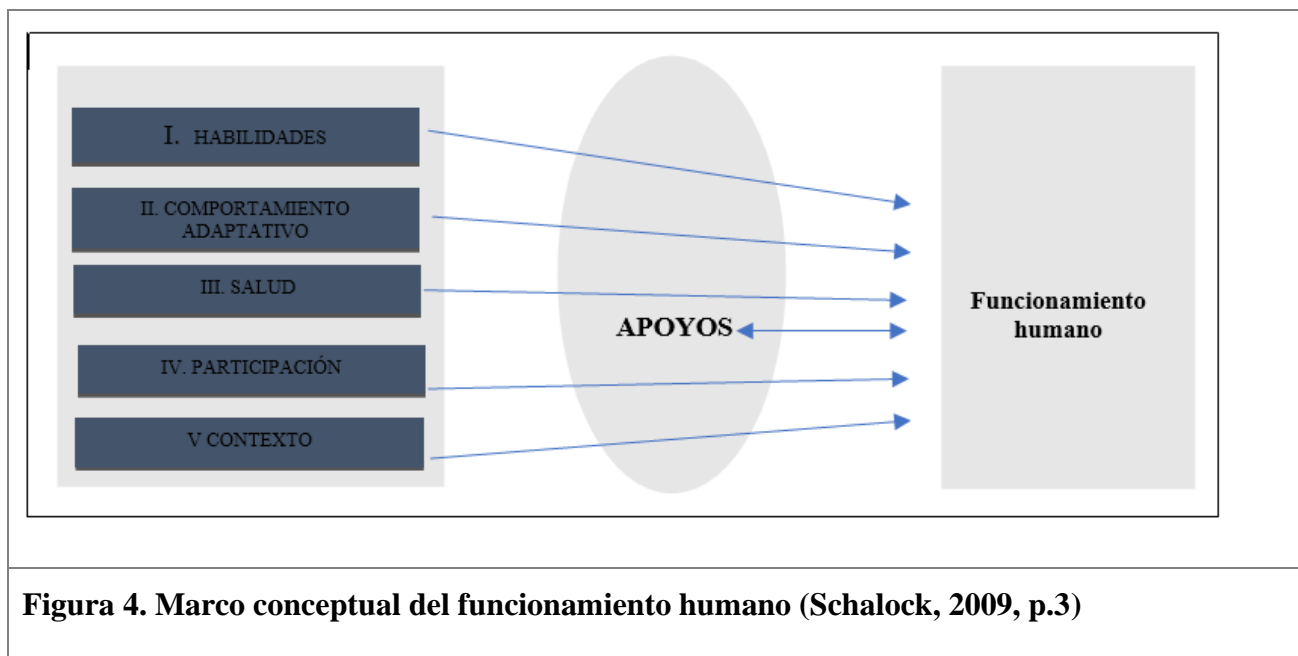 I. HABILIDADES
II. COMPORTAMIENTO
ADAPTATIVO
III. SALUD
IV. PARTICIPACIÓN
V CONTEXTO
APOYOS
Funcionamiento
humano
Figura 4. Marco conceptual del funcionamiento humano (Schalock, 2009, p.3)